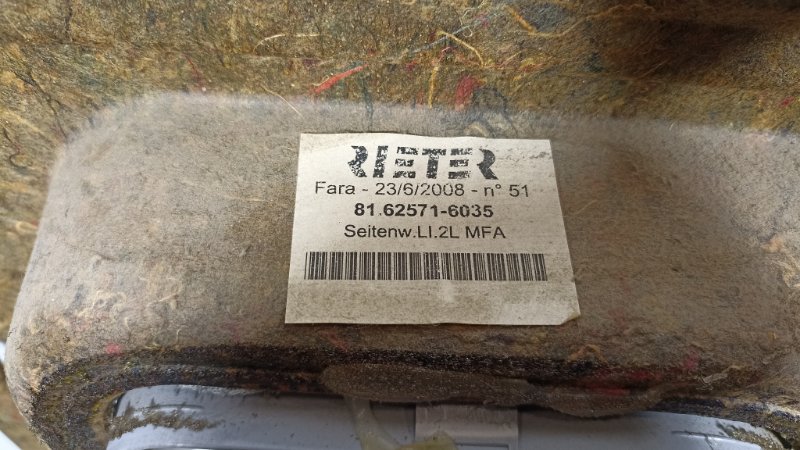 RIETER
Fara - 23/6/2008 - n° 51
81.62571-6035
Seitenw.LI.2L MFA